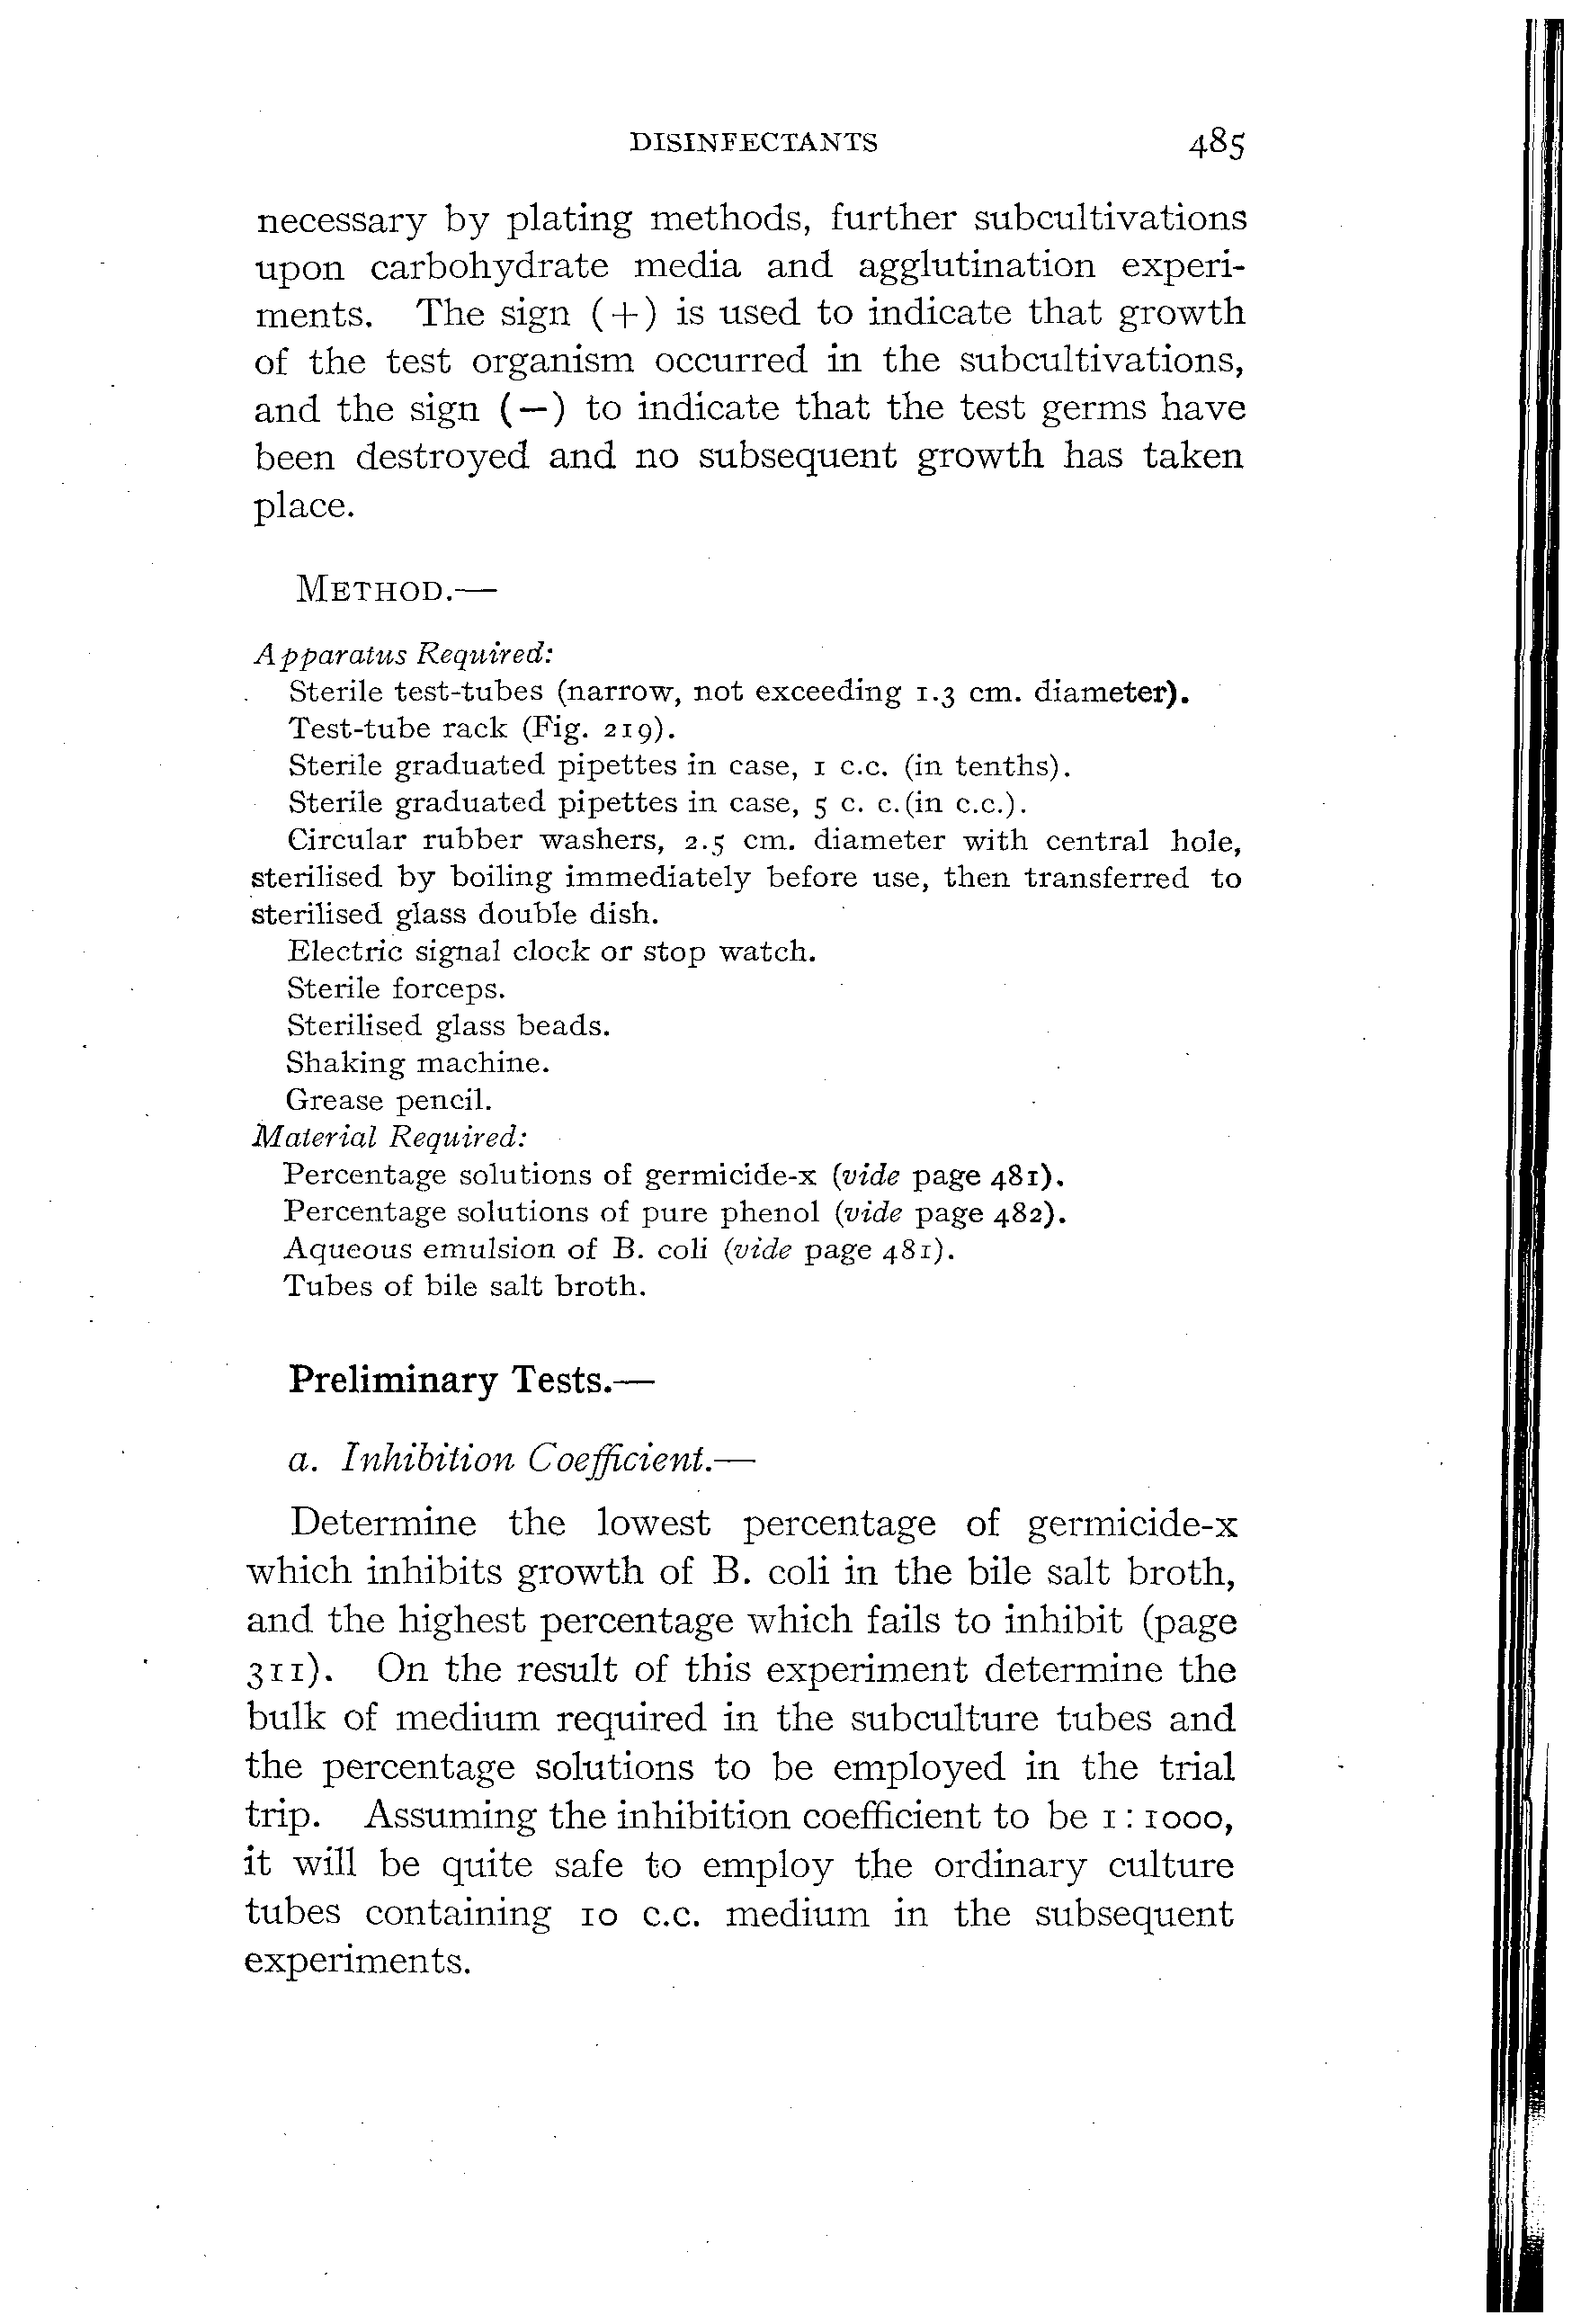 DISINFECTANTS 485
necessary by plating methods, further subcultivations
upon carbohydrate media and agglutination experi-
ments. The sign (+) is used to indicate that growth
of the test organism occurred in the subcultivations,
and the sign (−) to indicate that the test germs have
been destroyed and no subsequent growth has taken
place.
METHOD.—
Apparatus Required:
Sterile test-tubes (narrow, not exceeding 1.3 cm. diameter).
Test-tube rack (Fig. 219).
Sterile graduated pipettes in case, 1 c.c. (in tenths).
Sterile graduated pipettes in case, 5 c. c.(in c.c.).
Circular rubber washers, 2.5 cm. diameter with central hole,
sterilised by boiling immediately before use, then transferred to
sterilised glass double dish.
Electric signal clock or stop watch.
Sterile forceps.
Sterilised glass beads.
Shaking machine.
Grease pencil.
Material Required:
Percentage solutions of germicide-x (vide page 481).
Percentage solutions of pure phenol (vide page 482).
Aqueous emulsion of B. coli (vide page 481).
Tubes of bile salt broth.
Preliminary Tests.—
a. Inhibition Coefficient.—
Determine the lowest percentage of germicide-x
which inhibits growth of B. coli in the bile salt broth,
and the highest percentage which fails to inhibit (page
311). On the result of this experiment determine the
bulk of medium required in the subculture tubes and
the percentage solutions to be employed in the trial
trip. Assuming the inhibition coefficient to be 1 : 1000,
it will be quite safe to employ the ordinary culture
tubes containing 10 c.c. medium in the subsequent
experiments.